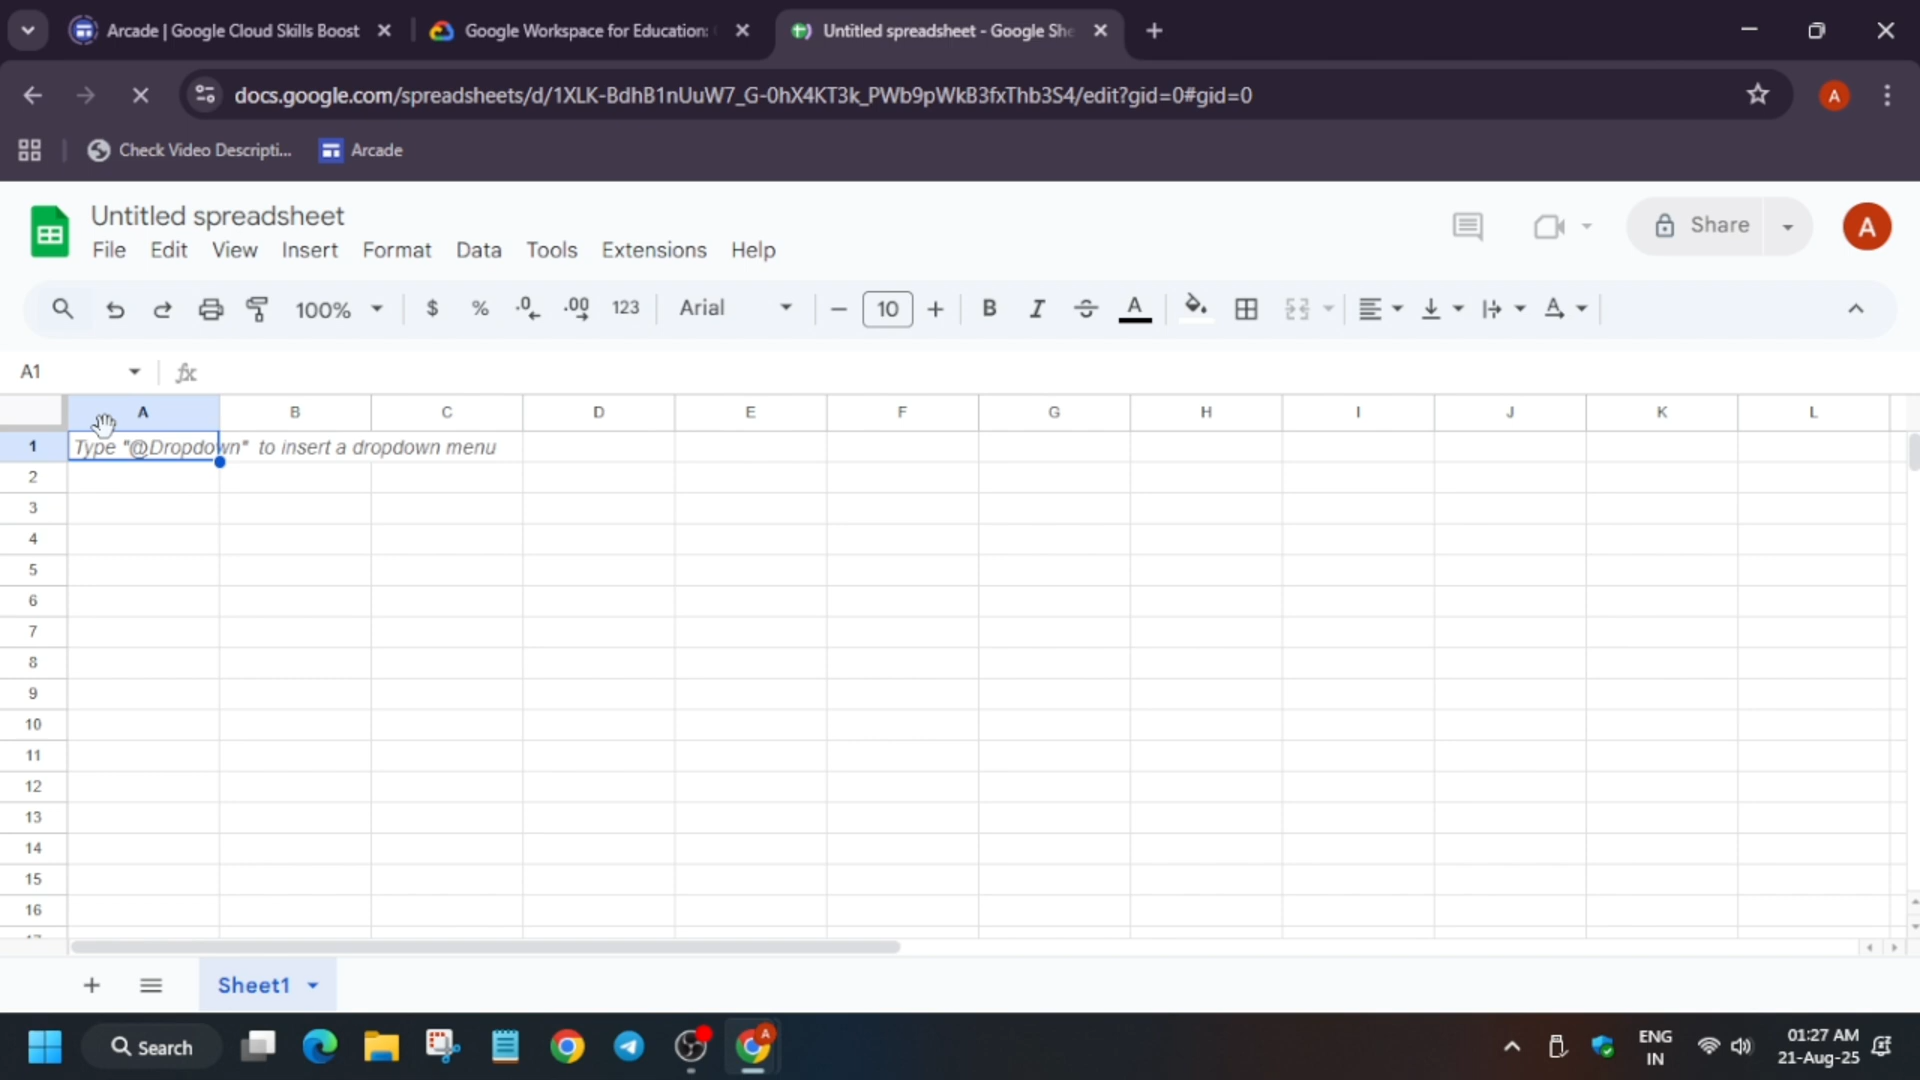 Arcade | Google Cloud Skills Boost
Google Workspace for Education:
Untitled spreadsheet - Google She
docs.google.com/spreadsheets/d/1XLK-BdhB1nUuW7_G-0hX4KT3k_PWb9pWkB3fxThb3S4/edit?gid=0#gid=0
A
Check Video Descripti...
Arcade
Untitled spreadsheet
File Edit View Insert Format Data Tools Extensions Help
Share
A
100% $ % .0 .00 123 Arial 10 B I S A A
A1 fx
A B C D E F G H I J K L
1 Type "@Dropdown" to insert a dropdown menu
2
3
4
5
6
7
8
9
10
11
12
13
14
15
16
Sheet1
Search
A
ENG
IN
01:27 AM
21-Aug-25